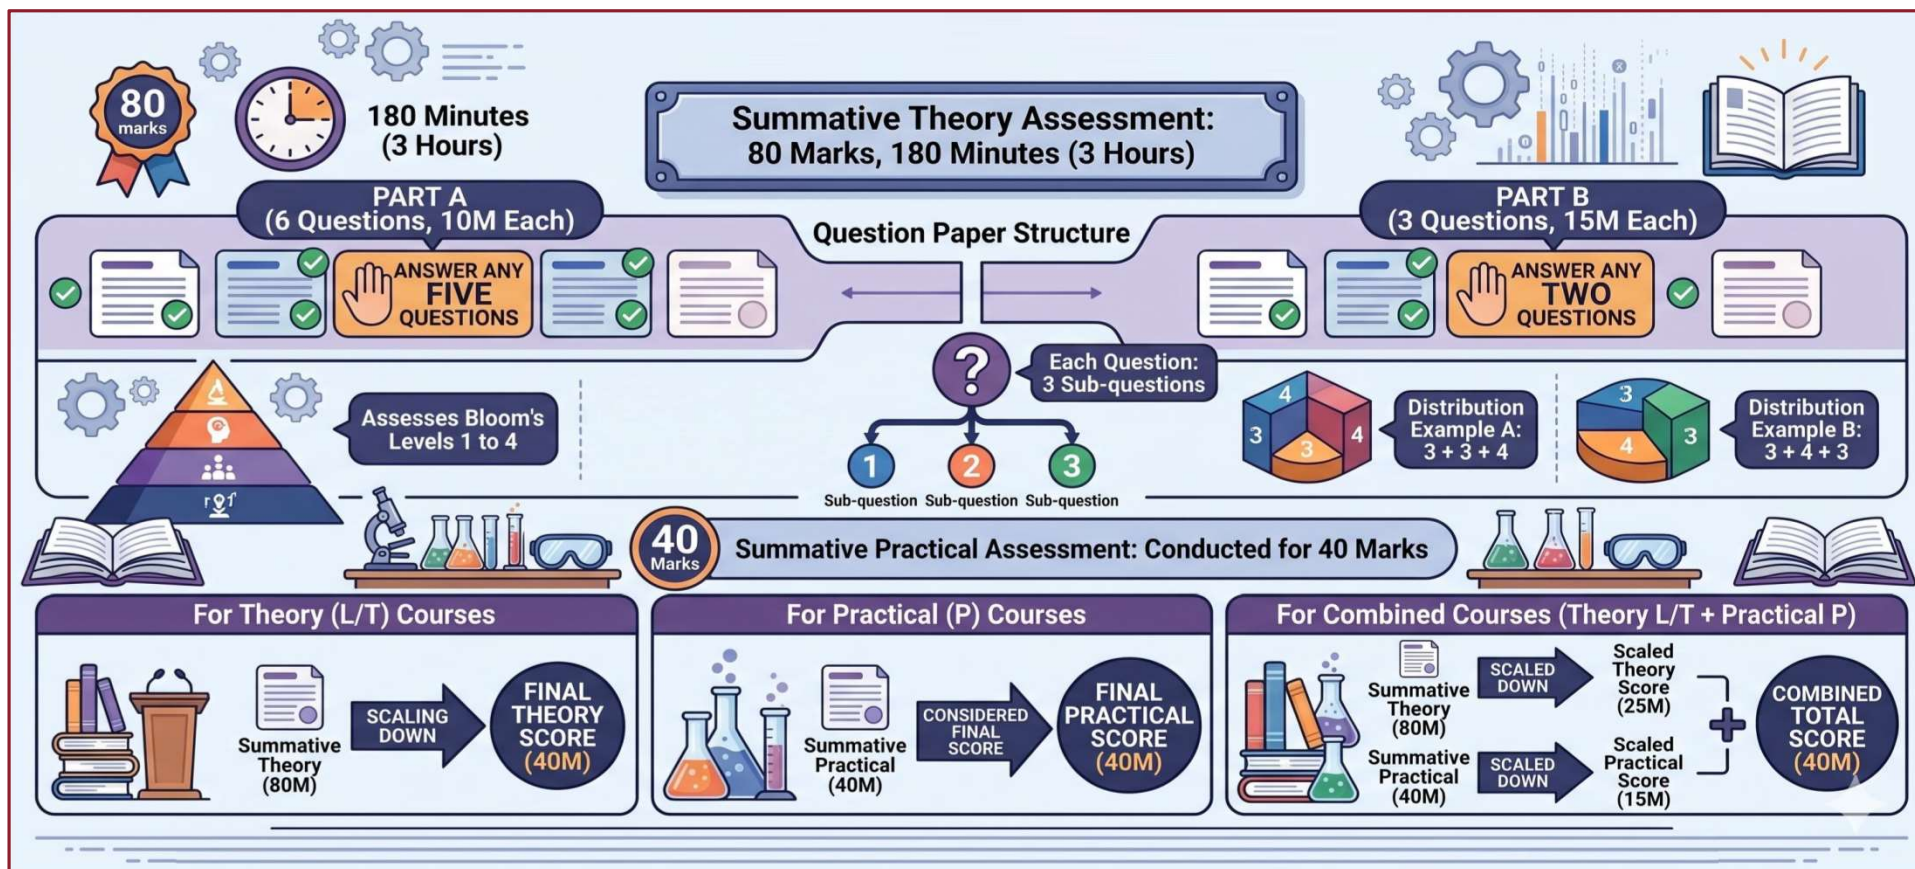 80
marks
180 Minutes
(3 Hours)
Summative Theory Assessment:
80 Marks, 180 Minutes (3 Hours)
PART A
(6 Questions, 10M Each)
ANSWER ANY
FIVE
QUESTIONS
Question Paper Structure
PART B
(3 Questions, 15M Each)
ANSWER ANY
TWO
QUESTIONS
Assesses Bloom's
Levels 1 to 4
?
Each Question:
3 Sub-questions
1
2
3
Sub-question
Sub-question
Sub-question
4
3
3
4
Distribution
Example A:
3 + 3 + 4
3
4
3
Distribution
Example B:
3 + 4 + 3
40
Marks
Summative Practical Assessment: Conducted for 40 Marks
For Theory (L/T) Courses
Summative
Theory
(80M)
SCALING
DOWN
FINAL
THEORY
SCORE
(40M)
For Practical (P) Courses
Summative
Practical
(40M)
CONSIDERED
FINAL
SCORE
FINAL
PRACTICAL
SCORE
(40M)
For Combined Courses (Theory L/T + Practical P)
Summative
Theory
(80M)
SCALED
DOWN
Scaled
Theory
Score
(25M)
Summative
Practical
(40M)
SCALED
DOWN
Scaled
Practical
Score
(15M)
+
COMBINED
TOTAL
SCORE
(40M)